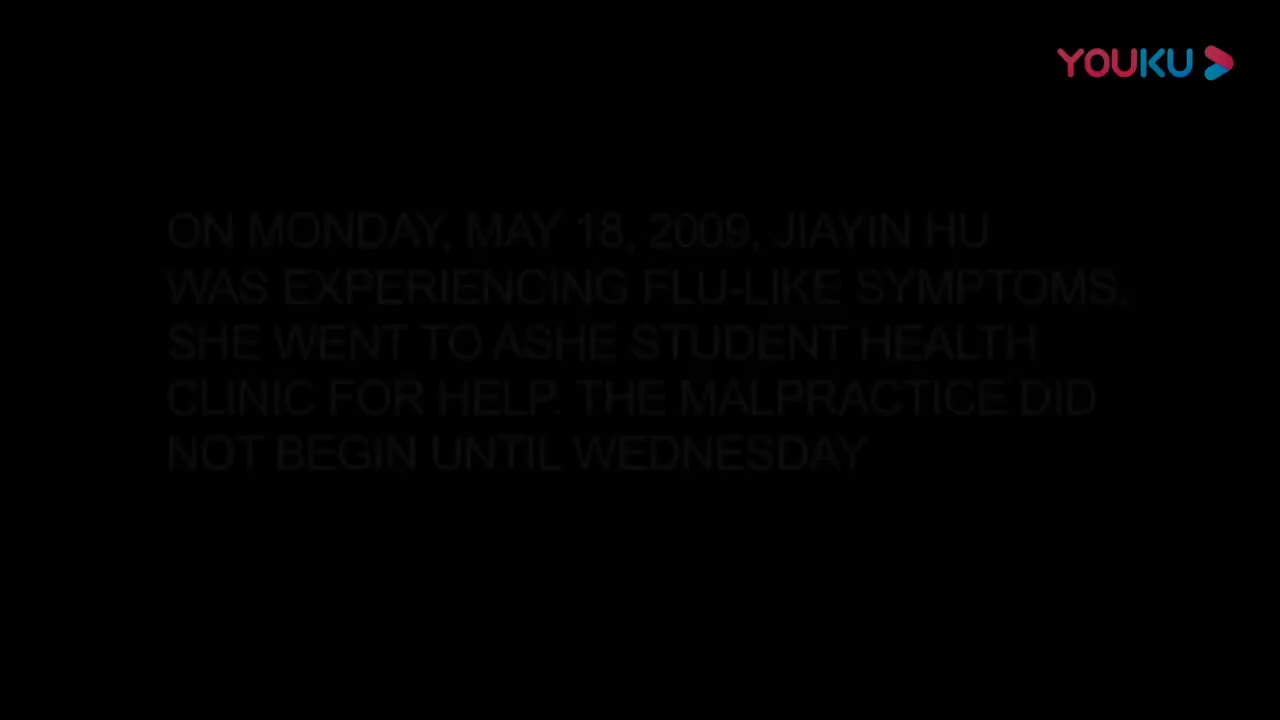 YOUKU
ON MONDAY, MAY 18, 2009, JIAYIN HU
WAS EXPERIENCING FLU-LIKE SYMPTOMS.
SHE WENT TO ASHE STUDENT HEALTH
CLINIC FOR HELP. THE MALPRACTICE DID
NOT BEGIN UNTIL WEDNESDAY